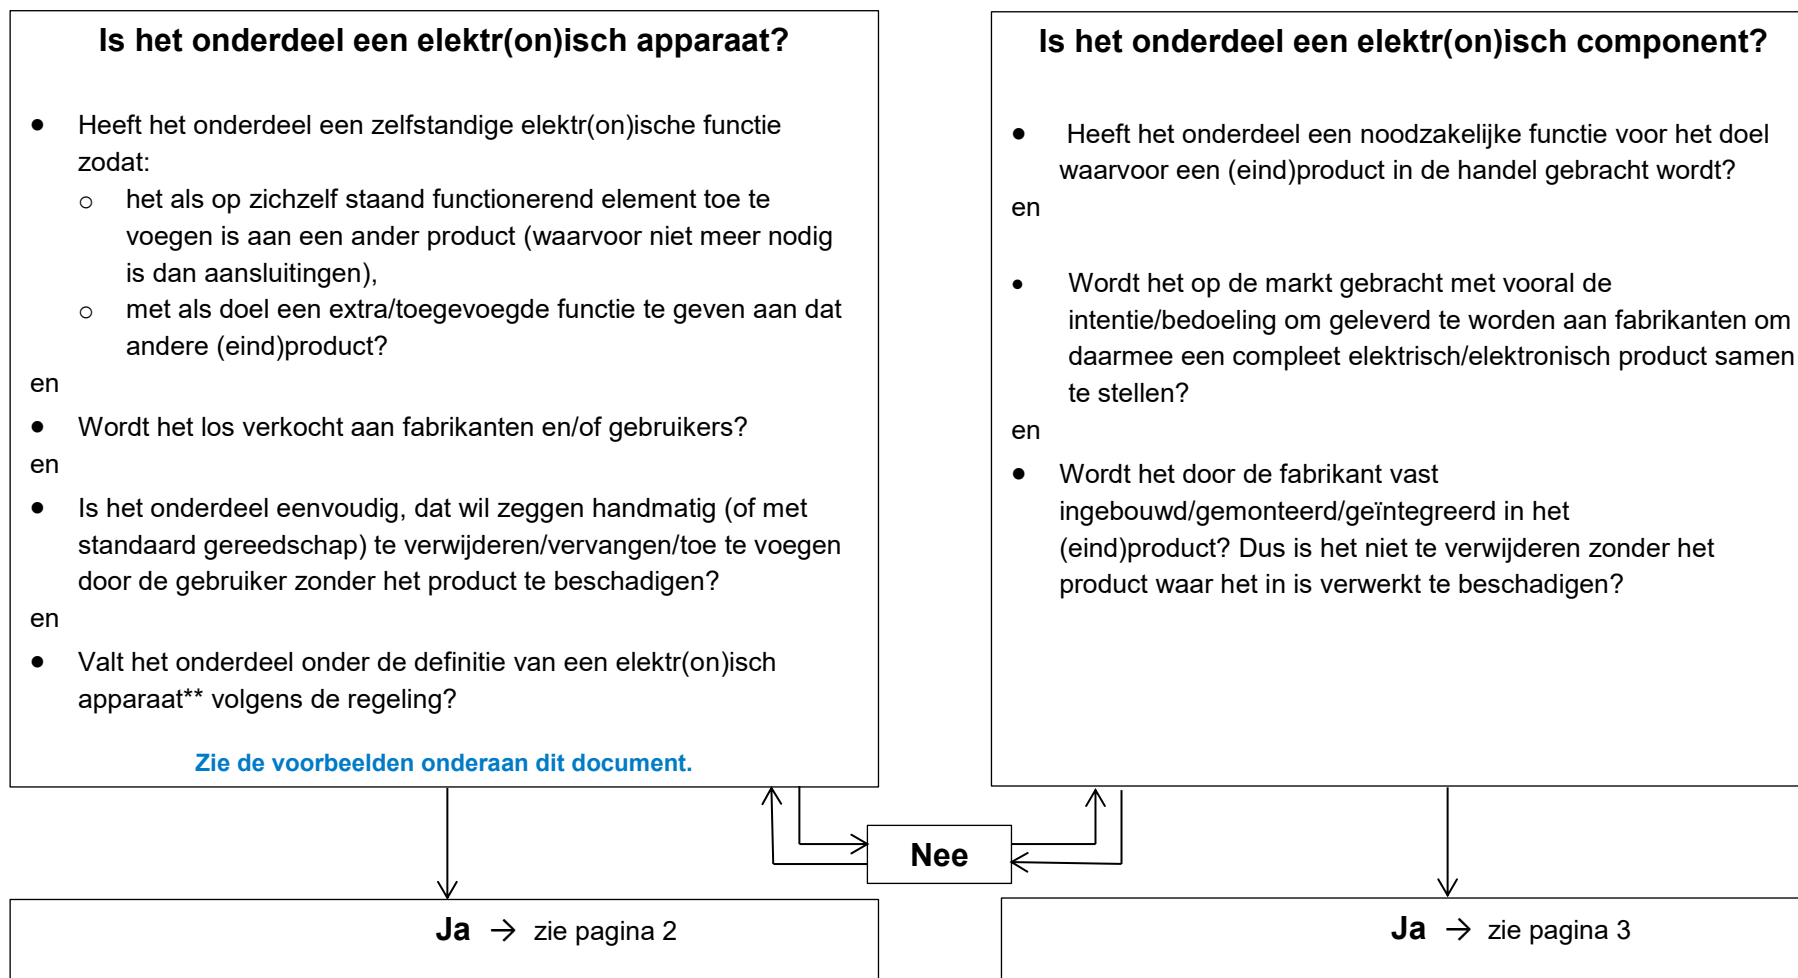 Is het onderdeel een elektr(on)isch apparaat?
● Heeft het onderdeel een zelfstandige elektr(on)ische functie
zodat:
○ het als op zichzelf staand functionerend element toe te
voegen is aan een ander product (waarvoor niet meer nodig
is dan aansluitingen),
○ met als doel een extra/toegevoegde functie te geven aan dat
andere (eind)product?
en
● Wordt het los verkocht aan fabrikanten en/of gebruikers?
en
● Is het onderdeel eenvoudig, dat wil zeggen handmatig (of met
standaard gereedschap) te verwijderen/vervangen/toe te voegen
door de gebruiker zonder het product te beschadigen?
en
● Valt het onderdeel onder de definitie van een elektr(on)isch
apparaat** volgens de regeling?
Zie de voorbeelden onderaan dit document.
Is het onderdeel een elektr(on)isch component?
● Heeft het onderdeel een noodzakelijke functie voor het doel
waarvoor een (eind)product in de handel gebracht wordt?
en
● Wordt het op de markt gebracht met vooral de
intentie/bedoeling om geleverd te worden aan fabrikanten om
daarmee een compleet elektrisch/elektronisch product samen
te stellen?
en
● Wordt het door de fabrikant vast
ingebouwd/gemonteerd/geïntegreerd in het
(eind)product? Dus is het niet te verwijderen zonder het
product waar het in is verwerkt te beschadigen?
Nee
Ja → zie pagina 2
Ja → zie pagina 3